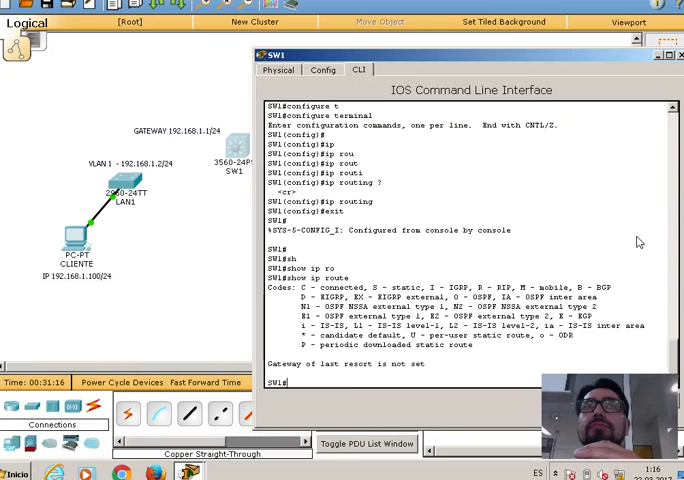 Logical
[Root]
New Cluster
Move Object
Set Tiled Background
Viewport
SW1
Physical
Config
CLI
IOS Command Line Interface
SW1#configure t
SW1#configure terminal
Enter configuration commands, one per line. End with CNTL/Z.
SW1(config)#
SW1(config)#ip
SW1(config)#ip rou
SW1(config)#ip rout
SW1(config)#ip routi
SW1(config)#ip routing ?
<cr>
SW1(config)#ip routing
SW1(config)#exit
SW1#
%SYS-5-CONFIG_I: Configured from console by console
SW1#
SW1#sh
SW1#show ip ro
SW1#show ip route
Codes: C - connected, S - static, I - IGRP, R - RIP, M - mobile, B - BGP
D - EIGRP, EX - EIGRP external, O - OSPF, IA - OSPF inter area
N1 - OSPF NSSA external type 1, N2 - OSPF NSSA external type 2
E1 - OSPF external type 1, E2 - OSPF external type 2, E - EGP
i - IS-IS, L1 - IS-IS level-1, L2 - IS-IS level-2, ia - IS-IS inter area
* - candidate default, U - per-user static route, o - ODR
P - periodic downloaded static route
Gateway of last resort is not set
SW1#
GATEWAY 192.168.1.1/24
3560-24PS
SW1
VLAN 1 - 192.168.1.2/24
2960-24TT
LAN1
PC-PT
CLIENTE
IP 192.168.1.100/24
Time: 00:31:16
Power Cycle Devices
Fast Forward Time
Connections
Copper Straight-Through
Toggle PDU List Window
Inicio
ES
1:16
22.03.2017